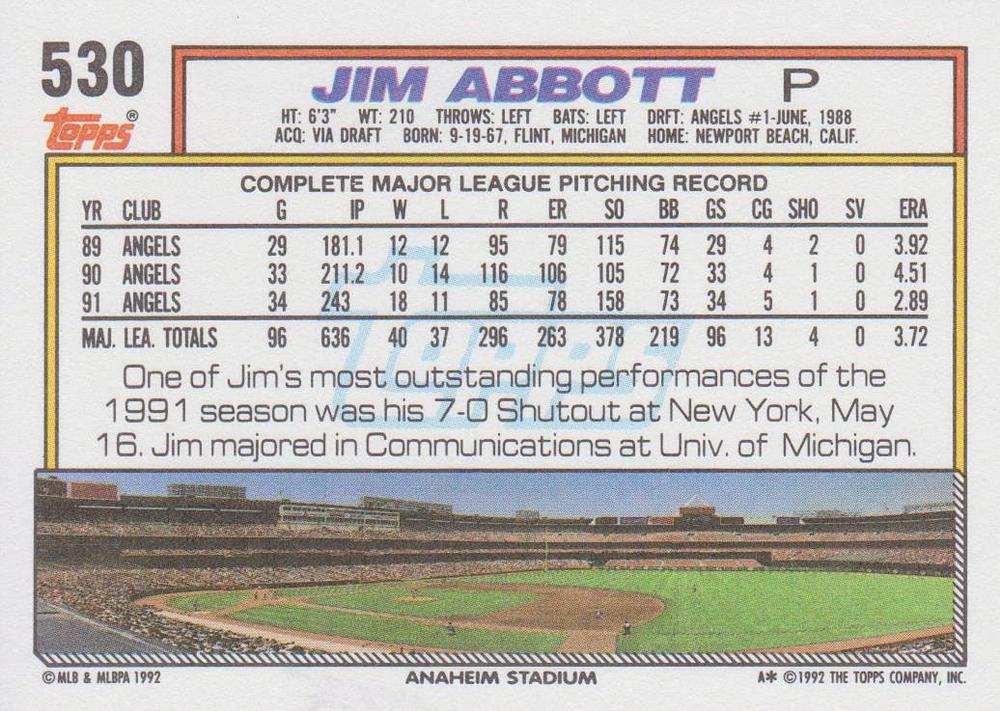 530
topps®
JIM ABBOTT P
HT: 6'3" WT: 210 THROWS: LEFT BATS: LEFT DRFT: ANGELS #1-JUNE, 1988
ACQ: VIA DRAFT BORN: 9-19-67, FLINT, MICHIGAN HOME: NEWPORT BEACH, CALIF.
COMPLETE MAJOR LEAGUE PITCHING RECORD
YR CLUB G IP W L R ER SO BB GS CG SHO SV ERA
89 ANGELS 29 181.1 12 12 95 79 115 74 29 4 2 0 3.92
90 ANGELS 33 211.2 10 14 116 106 105 72 33 4 1 0 4.51
91 ANGELS 34 243 18 11 85 78 158 73 34 5 1 0 2.89
MAJ. LEA. TOTALS 96 636 40 37 296 263 378 219 96 13 4 0 3.72
topps
One of Jim's most outstanding performances of the
1991 season was his 7-0 Shutout at New York, May
16. Jim majored in Communications at Univ. of Michigan.
© MLB & MLBPA 1992 ANAHEIM STADIUM A* © 1992 THE TOPPS COMPANY, INC.